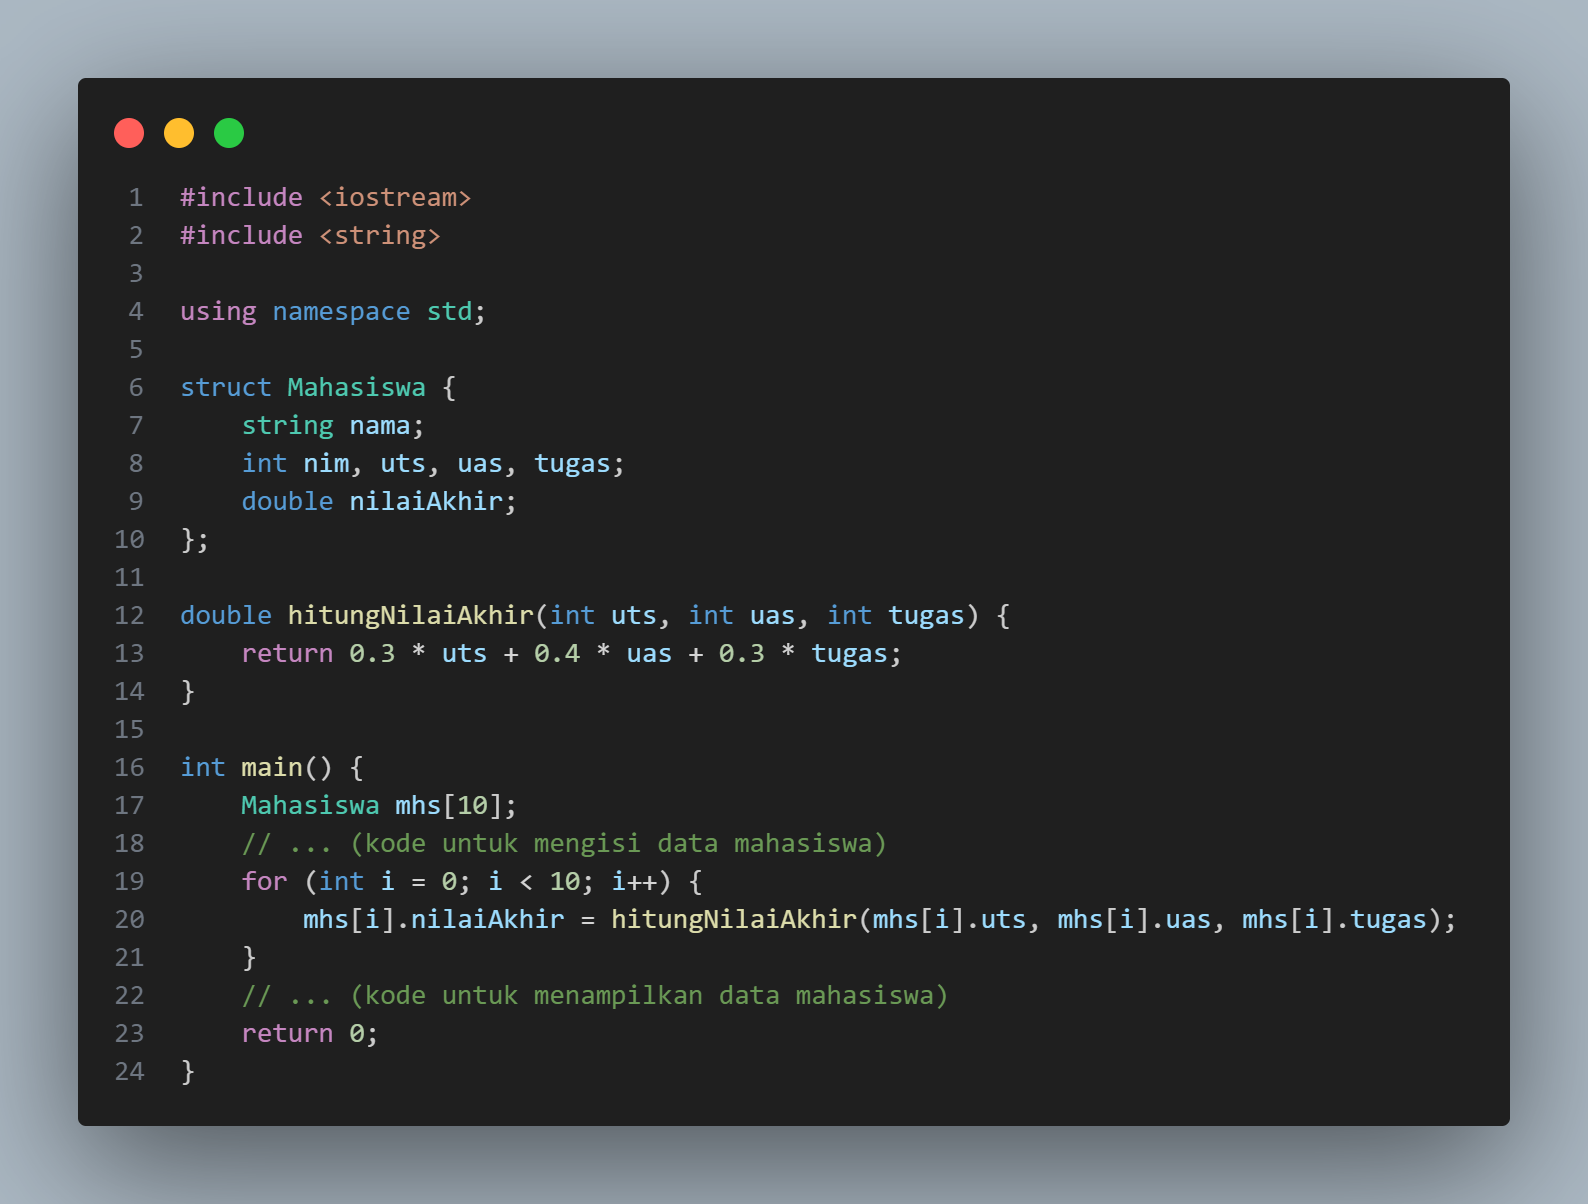 1 #include <iostream>
2 #include <string>
3
4 using namespace std;
5
6 struct Mahasiswa {
7     string nama;
8     int nim, uts, uas, tugas;
9     double nilaiAkhir;
10 };
11
12 double hitungNilaiAkhir(int uts, int uas, int tugas) {
13     return 0.3 * uts + 0.4 * uas + 0.3 * tugas;
14 }
15
16 int main() {
17     Mahasiswa mhs[10];
18     // ... (kode untuk mengisi data mahasiswa)
19     for (int i = 0; i < 10; i++) {
20         mhs[i].nilaiAkhir = hitungNilaiAkhir(mhs[i].uts, mhs[i].uas, mhs[i].tugas);
21     }
22     // ... (kode untuk menampilkan data mahasiswa)
23     return 0;
24 }